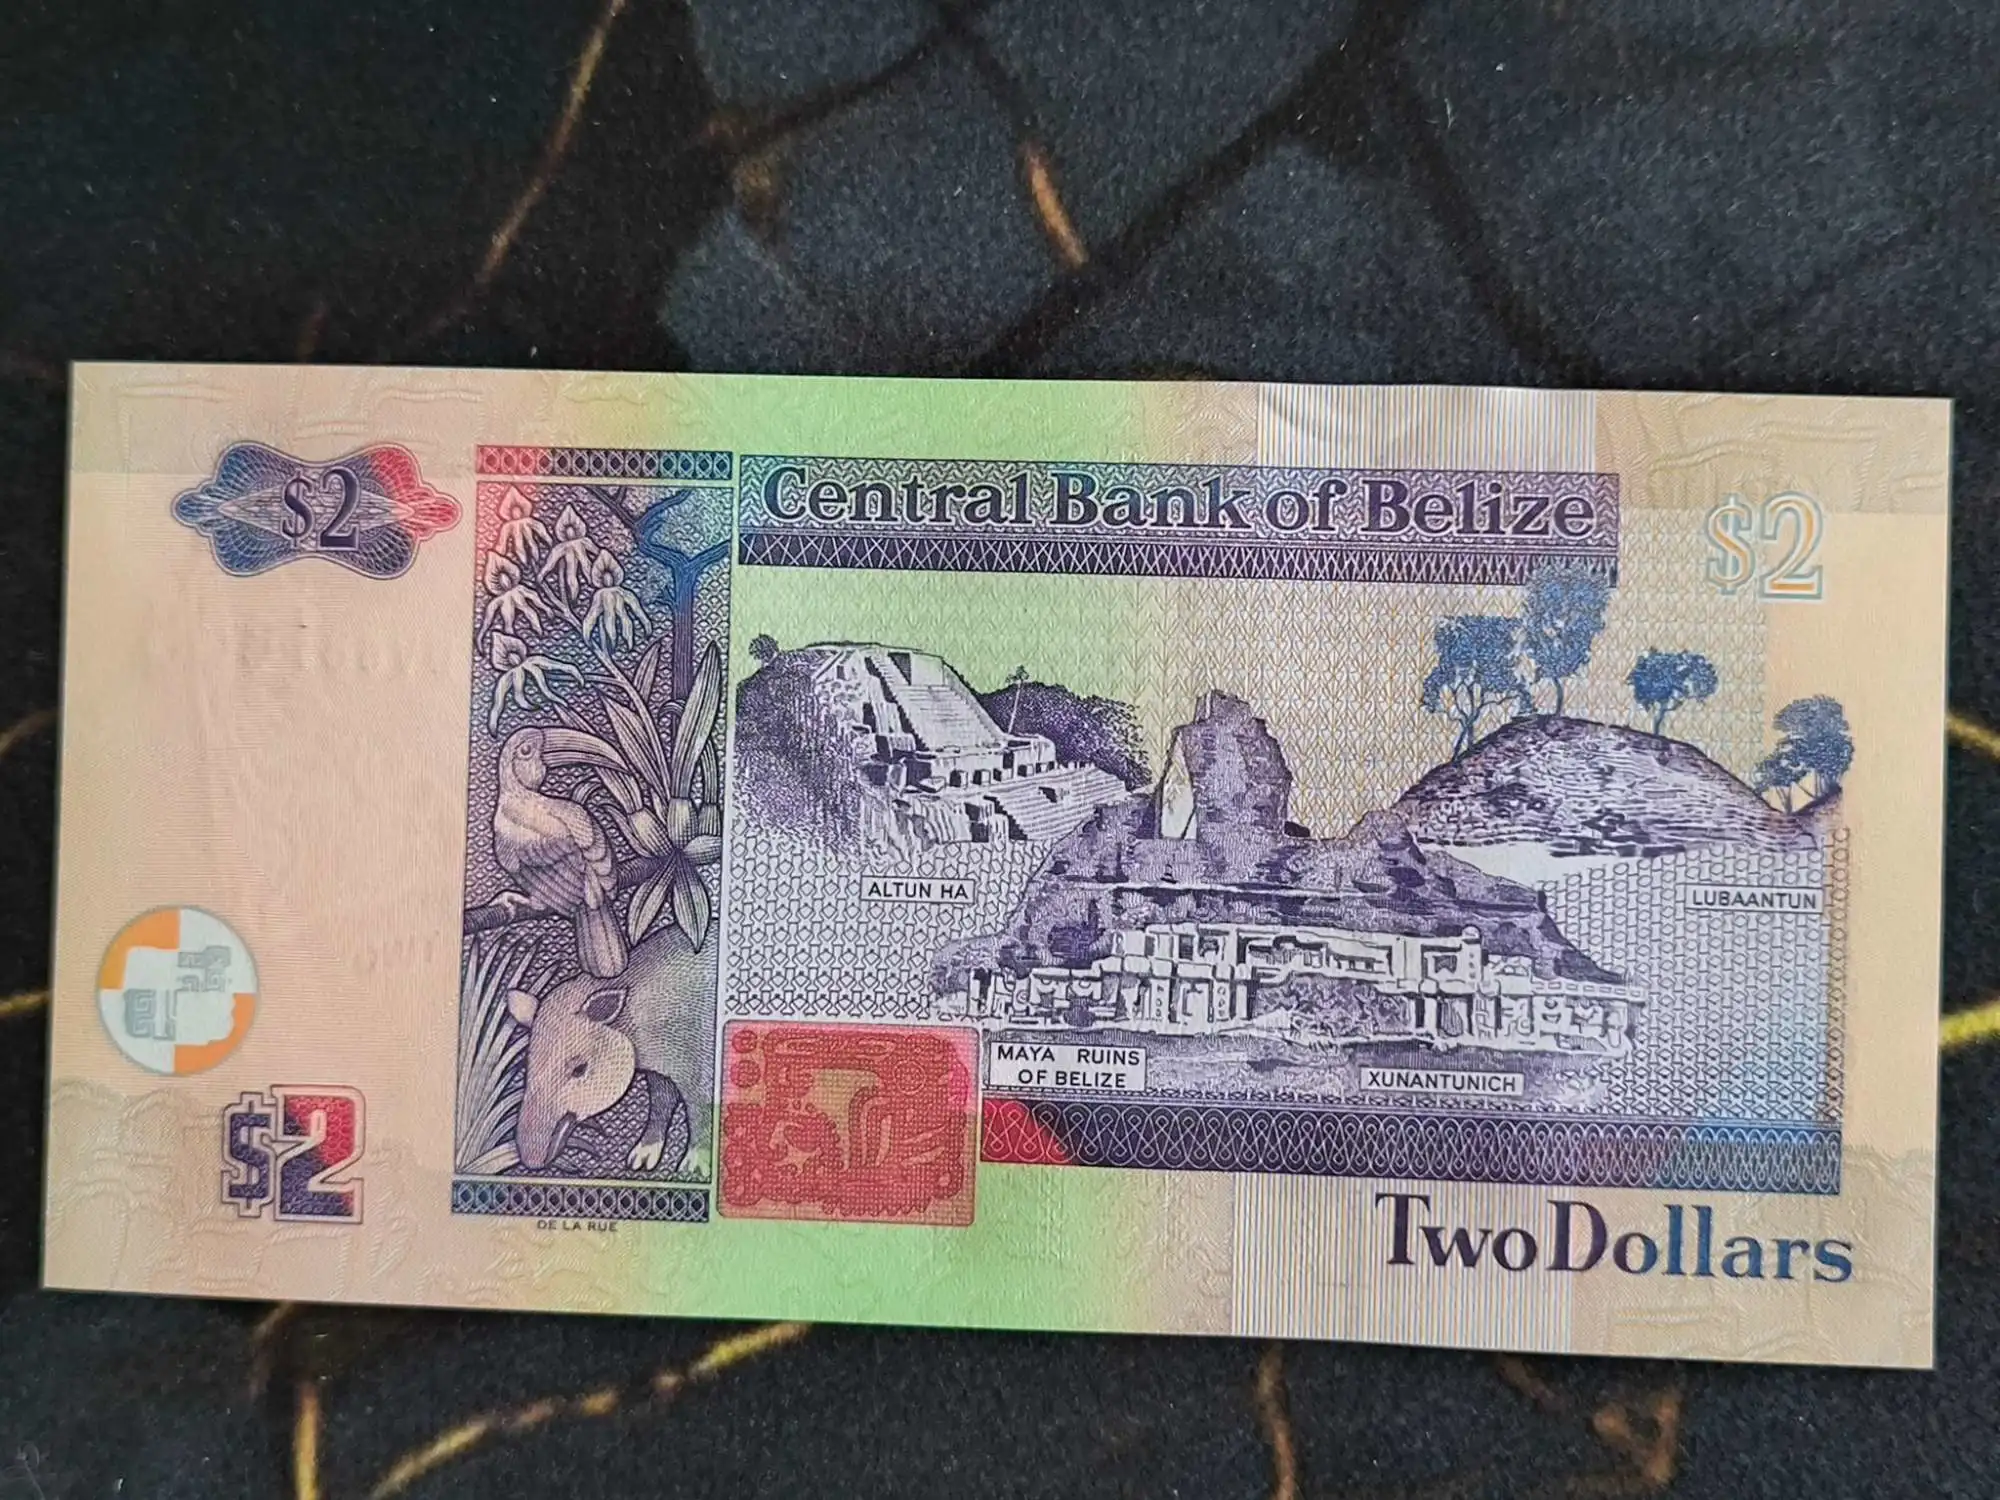 $2
Central Bank of Belize
$2
ALTUN HA
LUBAANTUN
MAYA RUINS
OF BELIZE
XUNANTUNICH
$2
DE LA RUE
Two Dollars